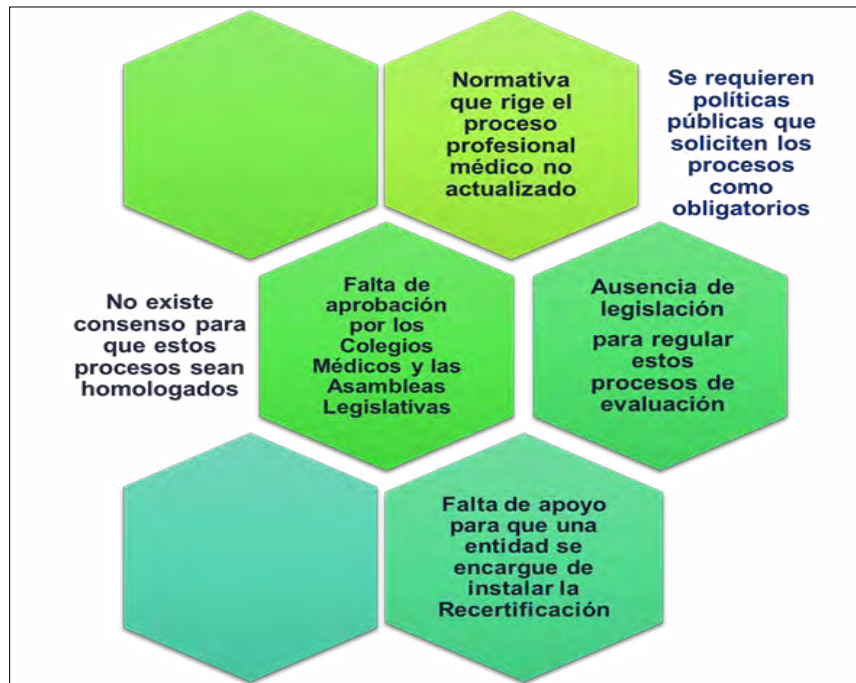 Normativa
que rige el
proceso
profesional
médico no
actualizado
Se requieren
políticas
públicas que
soliciten los
procesos
como
obligatorios
No existe
consenso para
que estos
procesos sean
homologados
Falta de
aprobación
por los
Colegios
Médicos y las
Asambleas
Legislativas
Ausencia de
legislación
para regular
estos
procesos de
evaluación
Falta de apoyo
para que una
entidad se
encargue de
instalar la
Recertificación